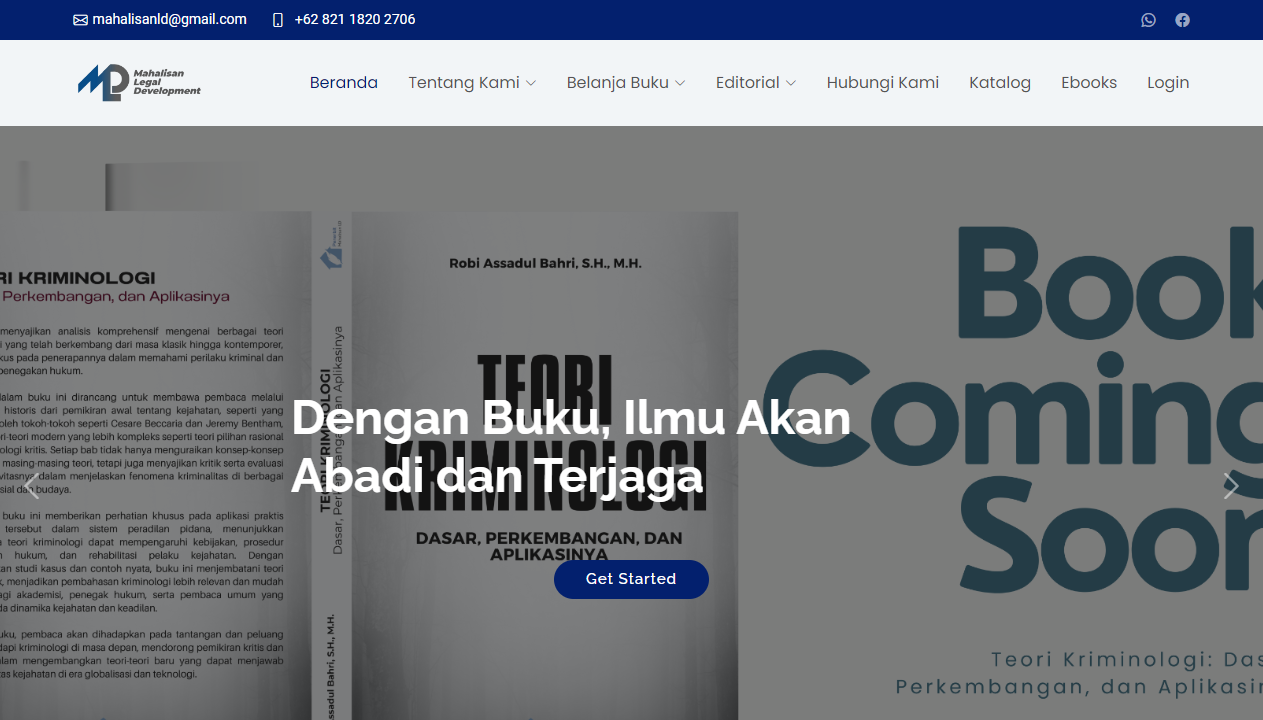 mahalisanld@gmail.com
+62 821 1820 2706
Mahalisan
Legal
Development
Beranda
Tentang Kami
Belanja Buku
Editorial
Hubungi Kami
Katalog
Ebooks
Login
RI KRIMINOLOGI
Perkembangan, dan Aplikasinya
menyajikan analisis komprehensif mengenai berbagai teori
yang telah berkembang dari masa klasik hingga kontemporer,
kus pada penerapannya dalam memahami perilaku kriminal dan
penegakan hukum.
dalam buku ini dirancang untuk membawa pembaca melalui
historis dari pemikiran awal tentang kejahatan, seperti yang
oleh tokoh-tokoh seperti Cesare Beccaria dan Jeremy Bentham,
ri-teori modern yang lebih kompleks seperti teori pilihan rasional
ologi kritis. Setiap bab tidak hanya menguraikan konsep-konsep
masing-masing teori, tetapi juga menyajikan kritik serta evaluasi
vitasnya dalam menjelaskan fenomena kriminalitas di berbagai
sial dan budaya.
buku ini memberikan perhatian khusus pada aplikasi praktis
tersebut dalam sistem peradilan pidana, menunjukkan
teori kriminologi dapat mempengaruhi kebijakan, prosedur
hukum, dan rehabilitasi pelaku kejahatan. Dengan
kan studi kasus dan contoh nyata, buku ini menjembatani teori
k, menjadikan pembahasan kriminologi lebih relevan dan mudah
agi akademisi, penegak hukum, serta pembaca umum yang
da dinamika kejahatan dan keadilan.
uku, pembaca akan dihadapkan pada tantangan dan peluang
dapi kriminologi di masa depan, mendorong pemikiran kritis dan
alam mengembangkan teori-teori baru yang dapat menjawab
tas kejahatan di era globalisasi dan teknologi.
TEORI KRIMINOLOGI
Dasar, Perkembangan, dan Aplikasinya
Assadul Bahri, S.H., M.H.
Robi Assadul Bahri, S.H., M.H.
TEORI
KRIMINOLOGI
DASAR, PERKEMBANGAN, DAN
APLIKASINYA
Dengan Buku, Ilmu Akan
Abadi dan Terjaga
Get Started
Book
Coming
Soon
Teori Kriminologi: Das
Perkembangan, dan Aplikasin